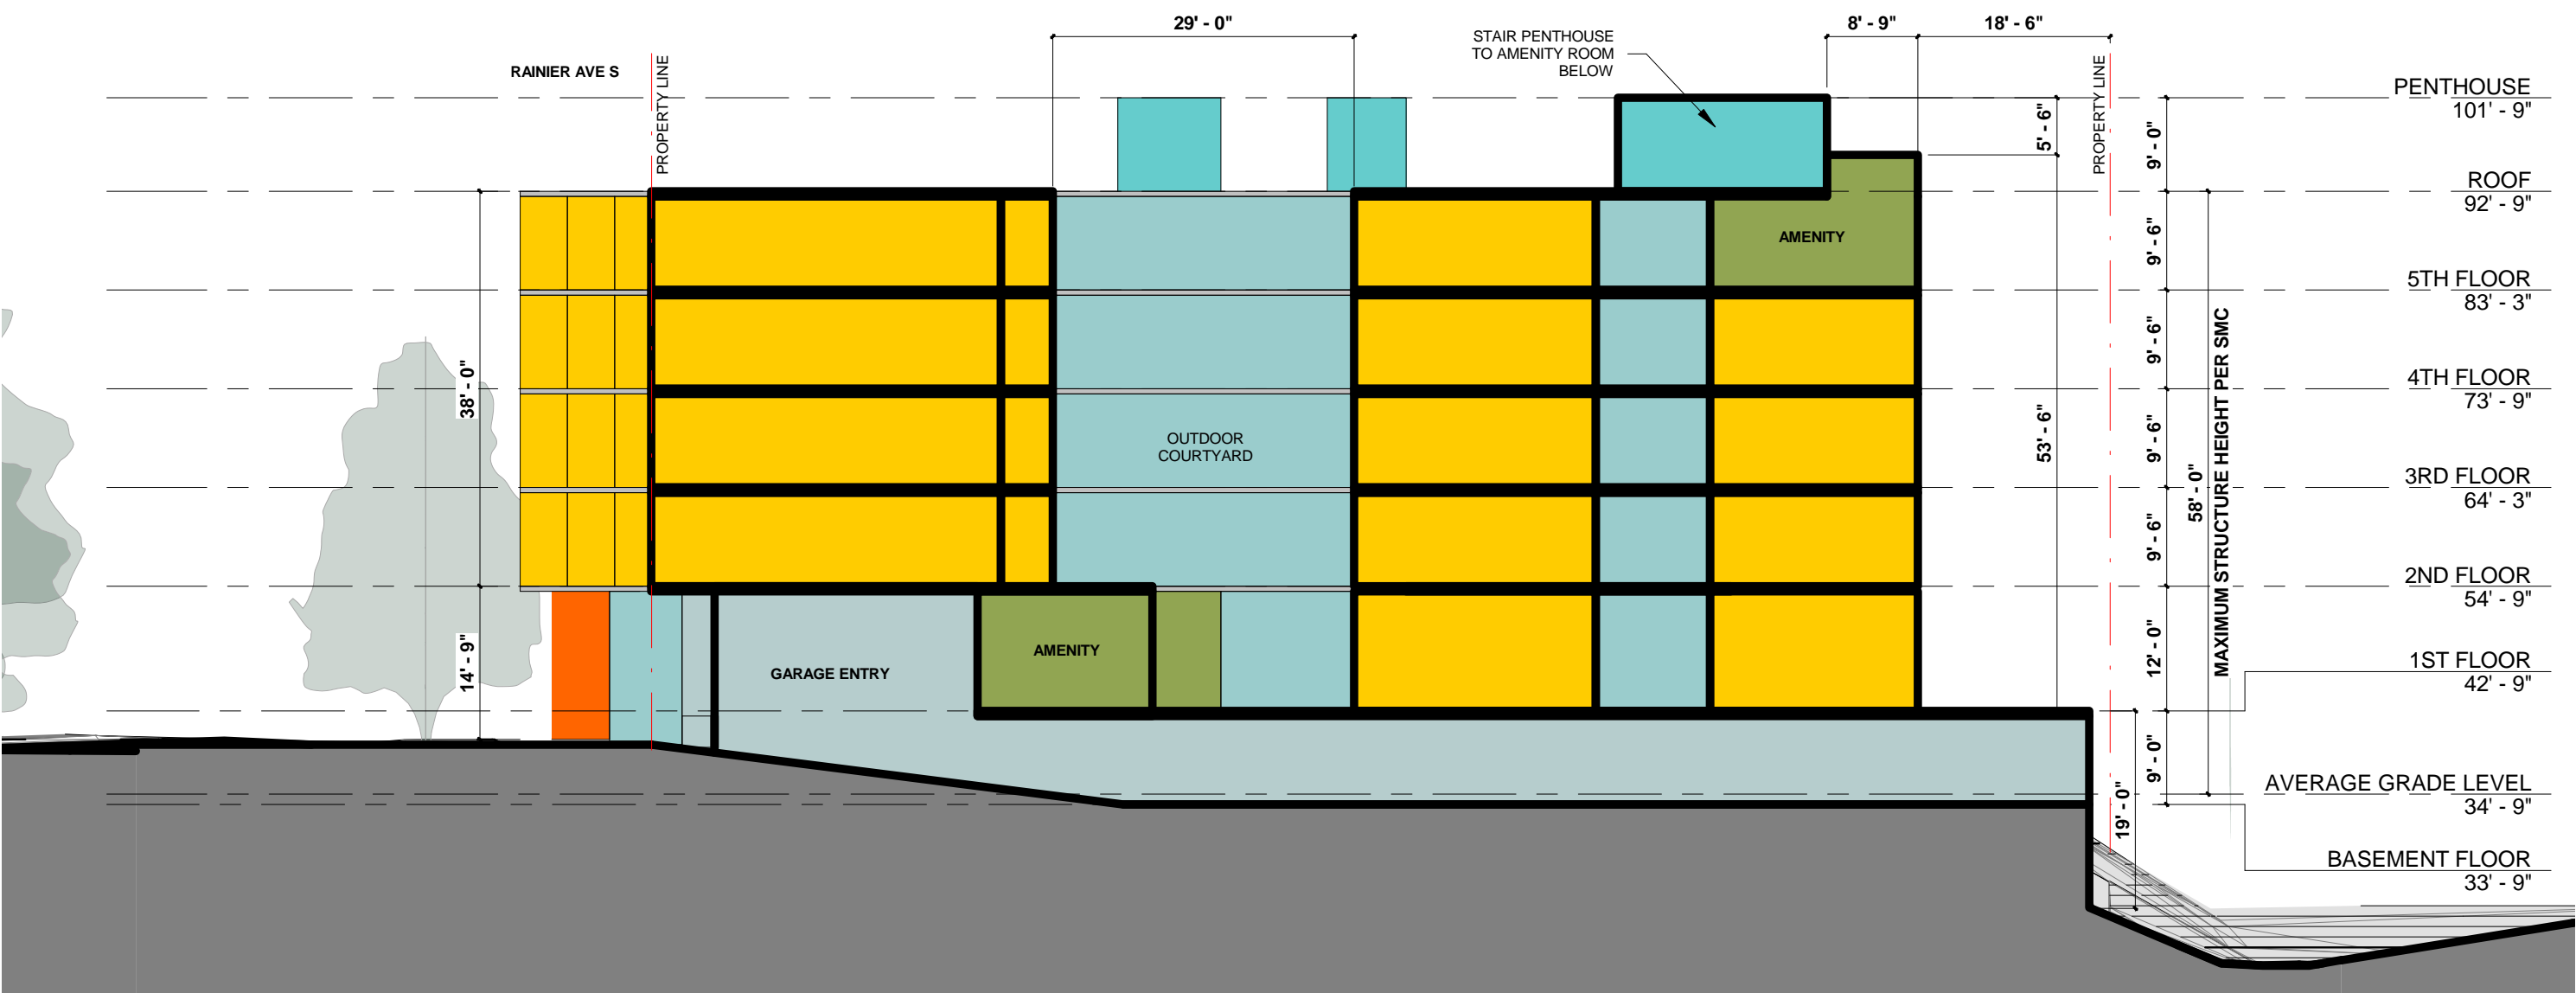 29' - 0"
8' - 9"
18' - 6"
STAIR PENTHOUSE
TO AMENITY ROOM
BELOW
RAINIER AVE S
PROPERTY LINE
PROPERTY LINE
PENTHOUSE
101' - 9"
5' - 6"
9' - 0"
ROOF
92' - 9"
AMENITY
9' - 6"
5TH FLOOR
83' - 3"
9' - 6"
4TH FLOOR
73' - 9"
38' - 0"
OUTDOOR
COURTYARD
53' - 6"
9' - 6"
58' - 0"
MAXIMUM STRUCTURE HEIGHT PER SMC
3RD FLOOR
64' - 3"
9' - 6"
2ND FLOOR
54' - 9"
14' - 9"
GARAGE ENTRY
AMENITY
12' - 0"
1ST FLOOR
42' - 9"
9' - 0"
19' - 0"
AVERAGE GRADE LEVEL
34' - 9"
BASEMENT FLOOR
33' - 9"